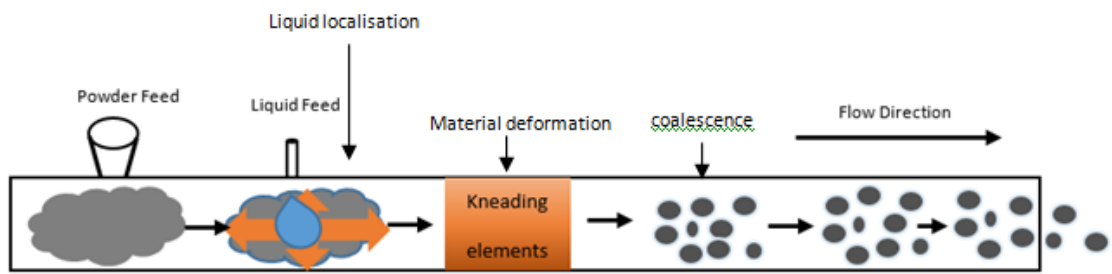 Liquid localisation
Powder Feed
Liquid Feed
Material deformation
coalescence
Flow Direction
Kneading
elements